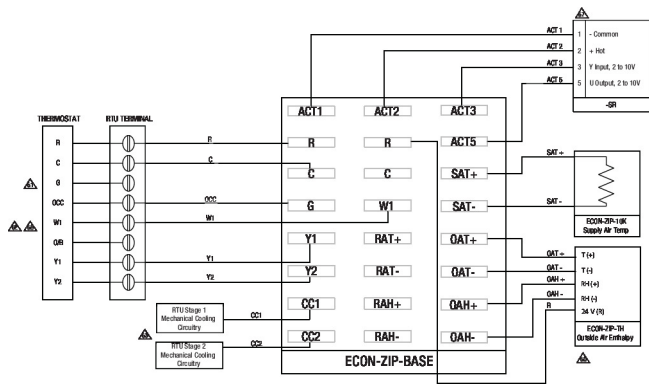 ACT 1
ACT 2
ACT 3
ACT 5
1 - Common
2 + Hot
3 Y Input, 2 to 10V
5 U Output, 2 to 10V
-SR
THERMOSTAT
RTU TERMINAL
R
C
G
OCC
W1
O/B
Y1
Y2
R
C
OCC
W1
Y1
Y2
ACT1 ACT2 ACT3
R R ACT5
C C SAT+
G W1 SAT-
Y1 RAT+ OAT+
Y2 RAT- OAT-
CC1 RAH+ OAH+
CC2 RAH- OAH-
ECON-ZIP-BASE
SAT +
SAT -
ECON-ZIP-10K
Supply Air Temp
OAT +
OAT -
OAH +
OAH -
R
T (+)
T (-)
RH (+)
RH (-)
24 V (R)
ECON-ZIP-TH
Outside Air Enthalpy
RTU Stage 1
Mechanical Cooling
Circuitry
CC1
RTU Stage 2
Mechanical Cooling
Circuitry
CC2